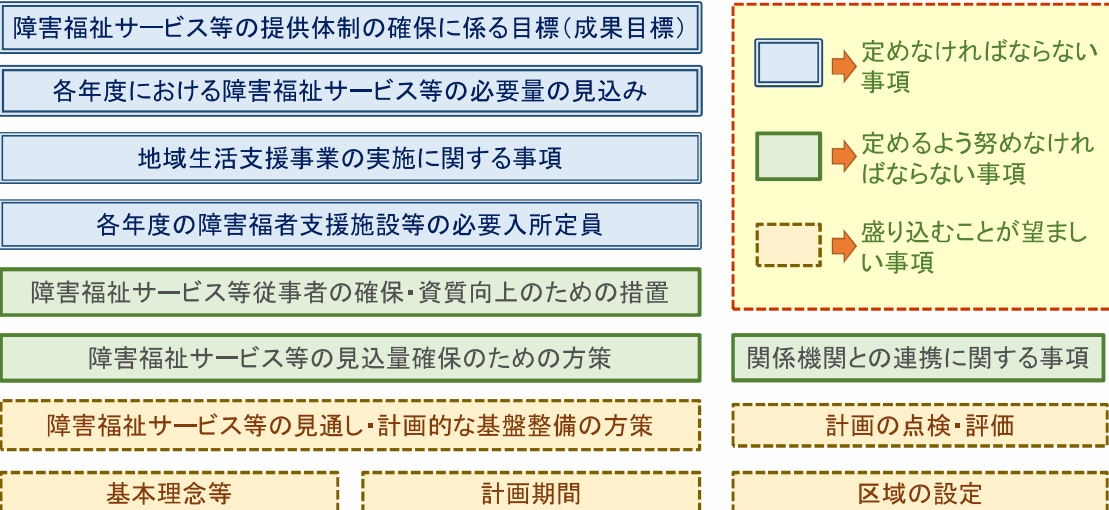 障害福祉サービス等の提供体制の確保に係る目標（成果目標）
各年度における障害福祉サービス等の必要量の見込み
地域生活支援事業の実施に関する事項
各年度の障害福者支援施設等の必要入所定員
障害福祉サービス等従事者の確保・資質向上のための措置
障害福祉サービス等の見込量確保のための方策
障害福祉サービス等の見通し・計画的な基盤整備の方策
基本理念等
計画期間
定めなければならない
事項
定めるよう努めなけれ
ばならない事項
盛り込むことが望まし
い事項
関係機関との連携に関する事項
計画の点検・評価
区域の設定